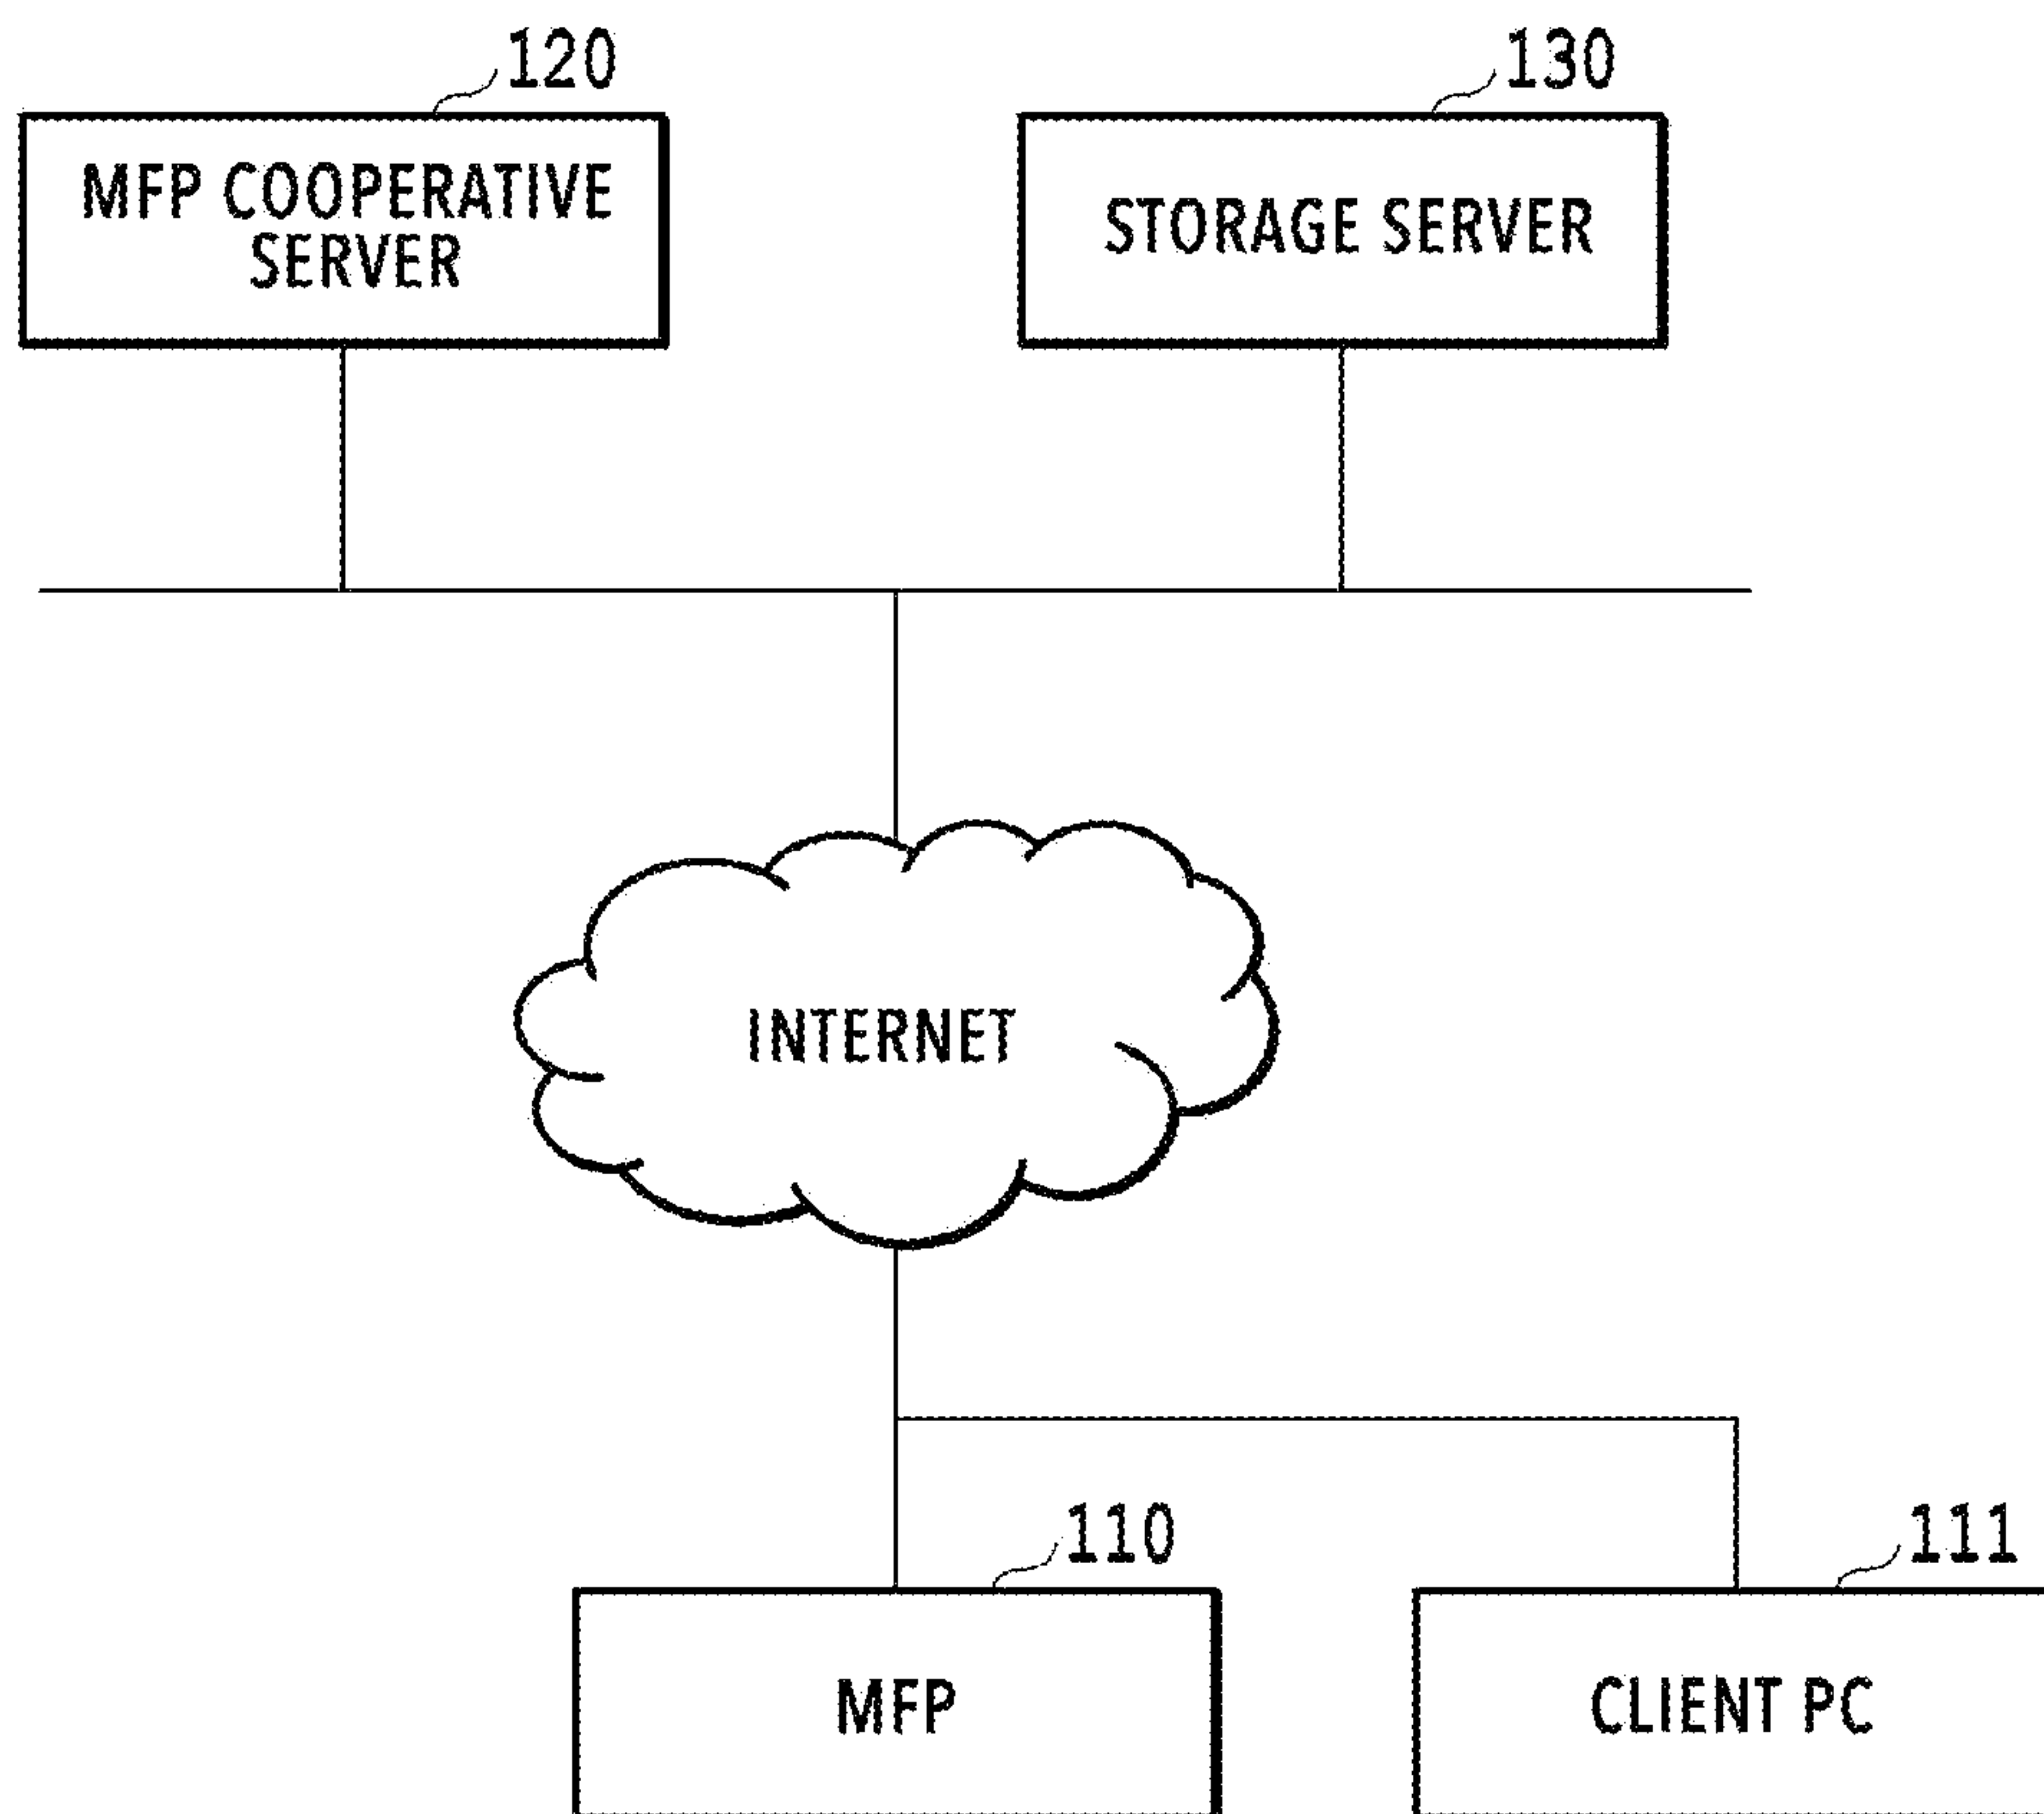 120
130
MFP COOPERATIVE
SERVER
STORAGE SERVER
INTERNET
110
111
MFP
CLIENT PC